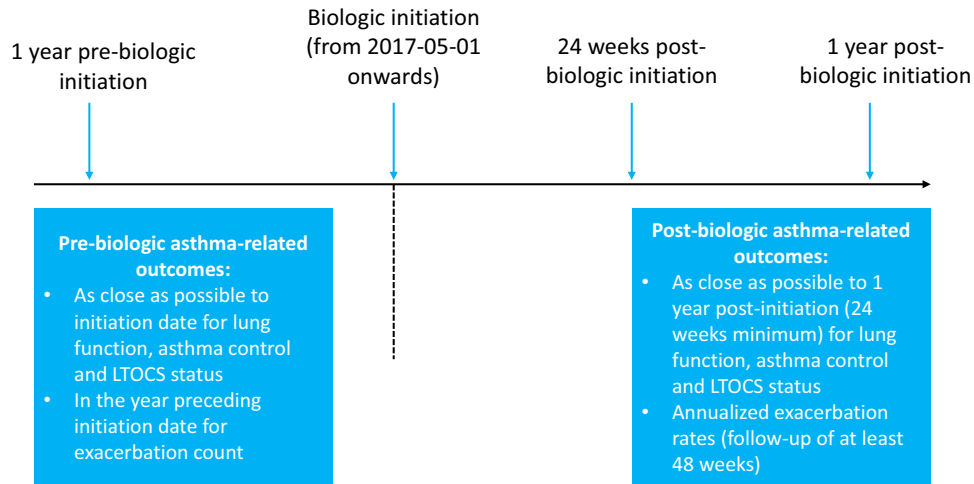 1 year pre-biologic
initiation
Biologic initiation
(from 2017-05-01
onwards)
24 weeks post-
biologic initiation
1 year post-
biologic initiation
Pre-biologic asthma-related
outcomes:
• As close as possible to
initiation date for lung
function, asthma control
and LTOCS status
• In the year preceding
initiation date for
exacerbation count
Post-biologic asthma-related
outcomes:
• As close as possible to 1
year post-initiation (24
weeks minimum) for lung
function, asthma control
and LTOCS status
• Annualized exacerbation
rates (follow-up of at least
48 weeks)